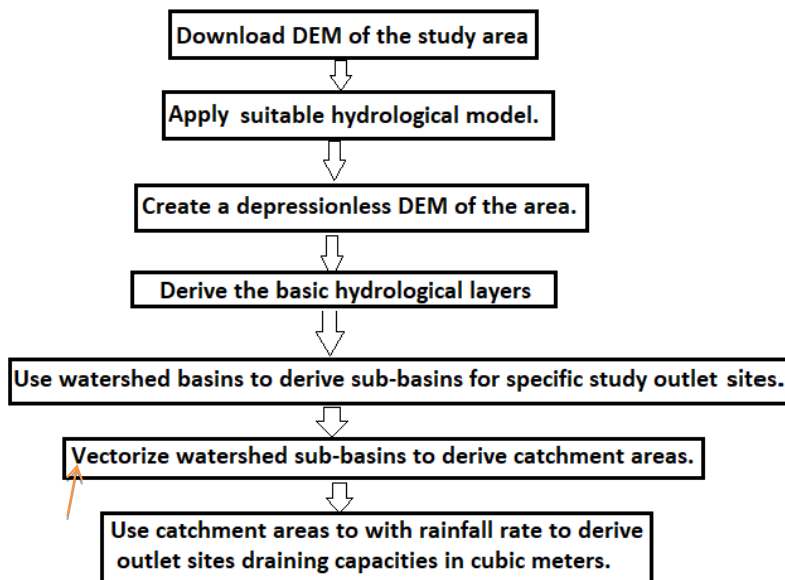 Download DEM of the study area
Apply suitable hydrological model.
Create a depressionless DEM of the area.
Derive the basic hydrological layers
Use watershed basins to derive sub-basins for specific study outlet sites.
Vectorize watershed sub-basins to derive catchment areas.
Use catchment areas to with rainfall rate to derive
outlet sites draining capacities in cubic meters.